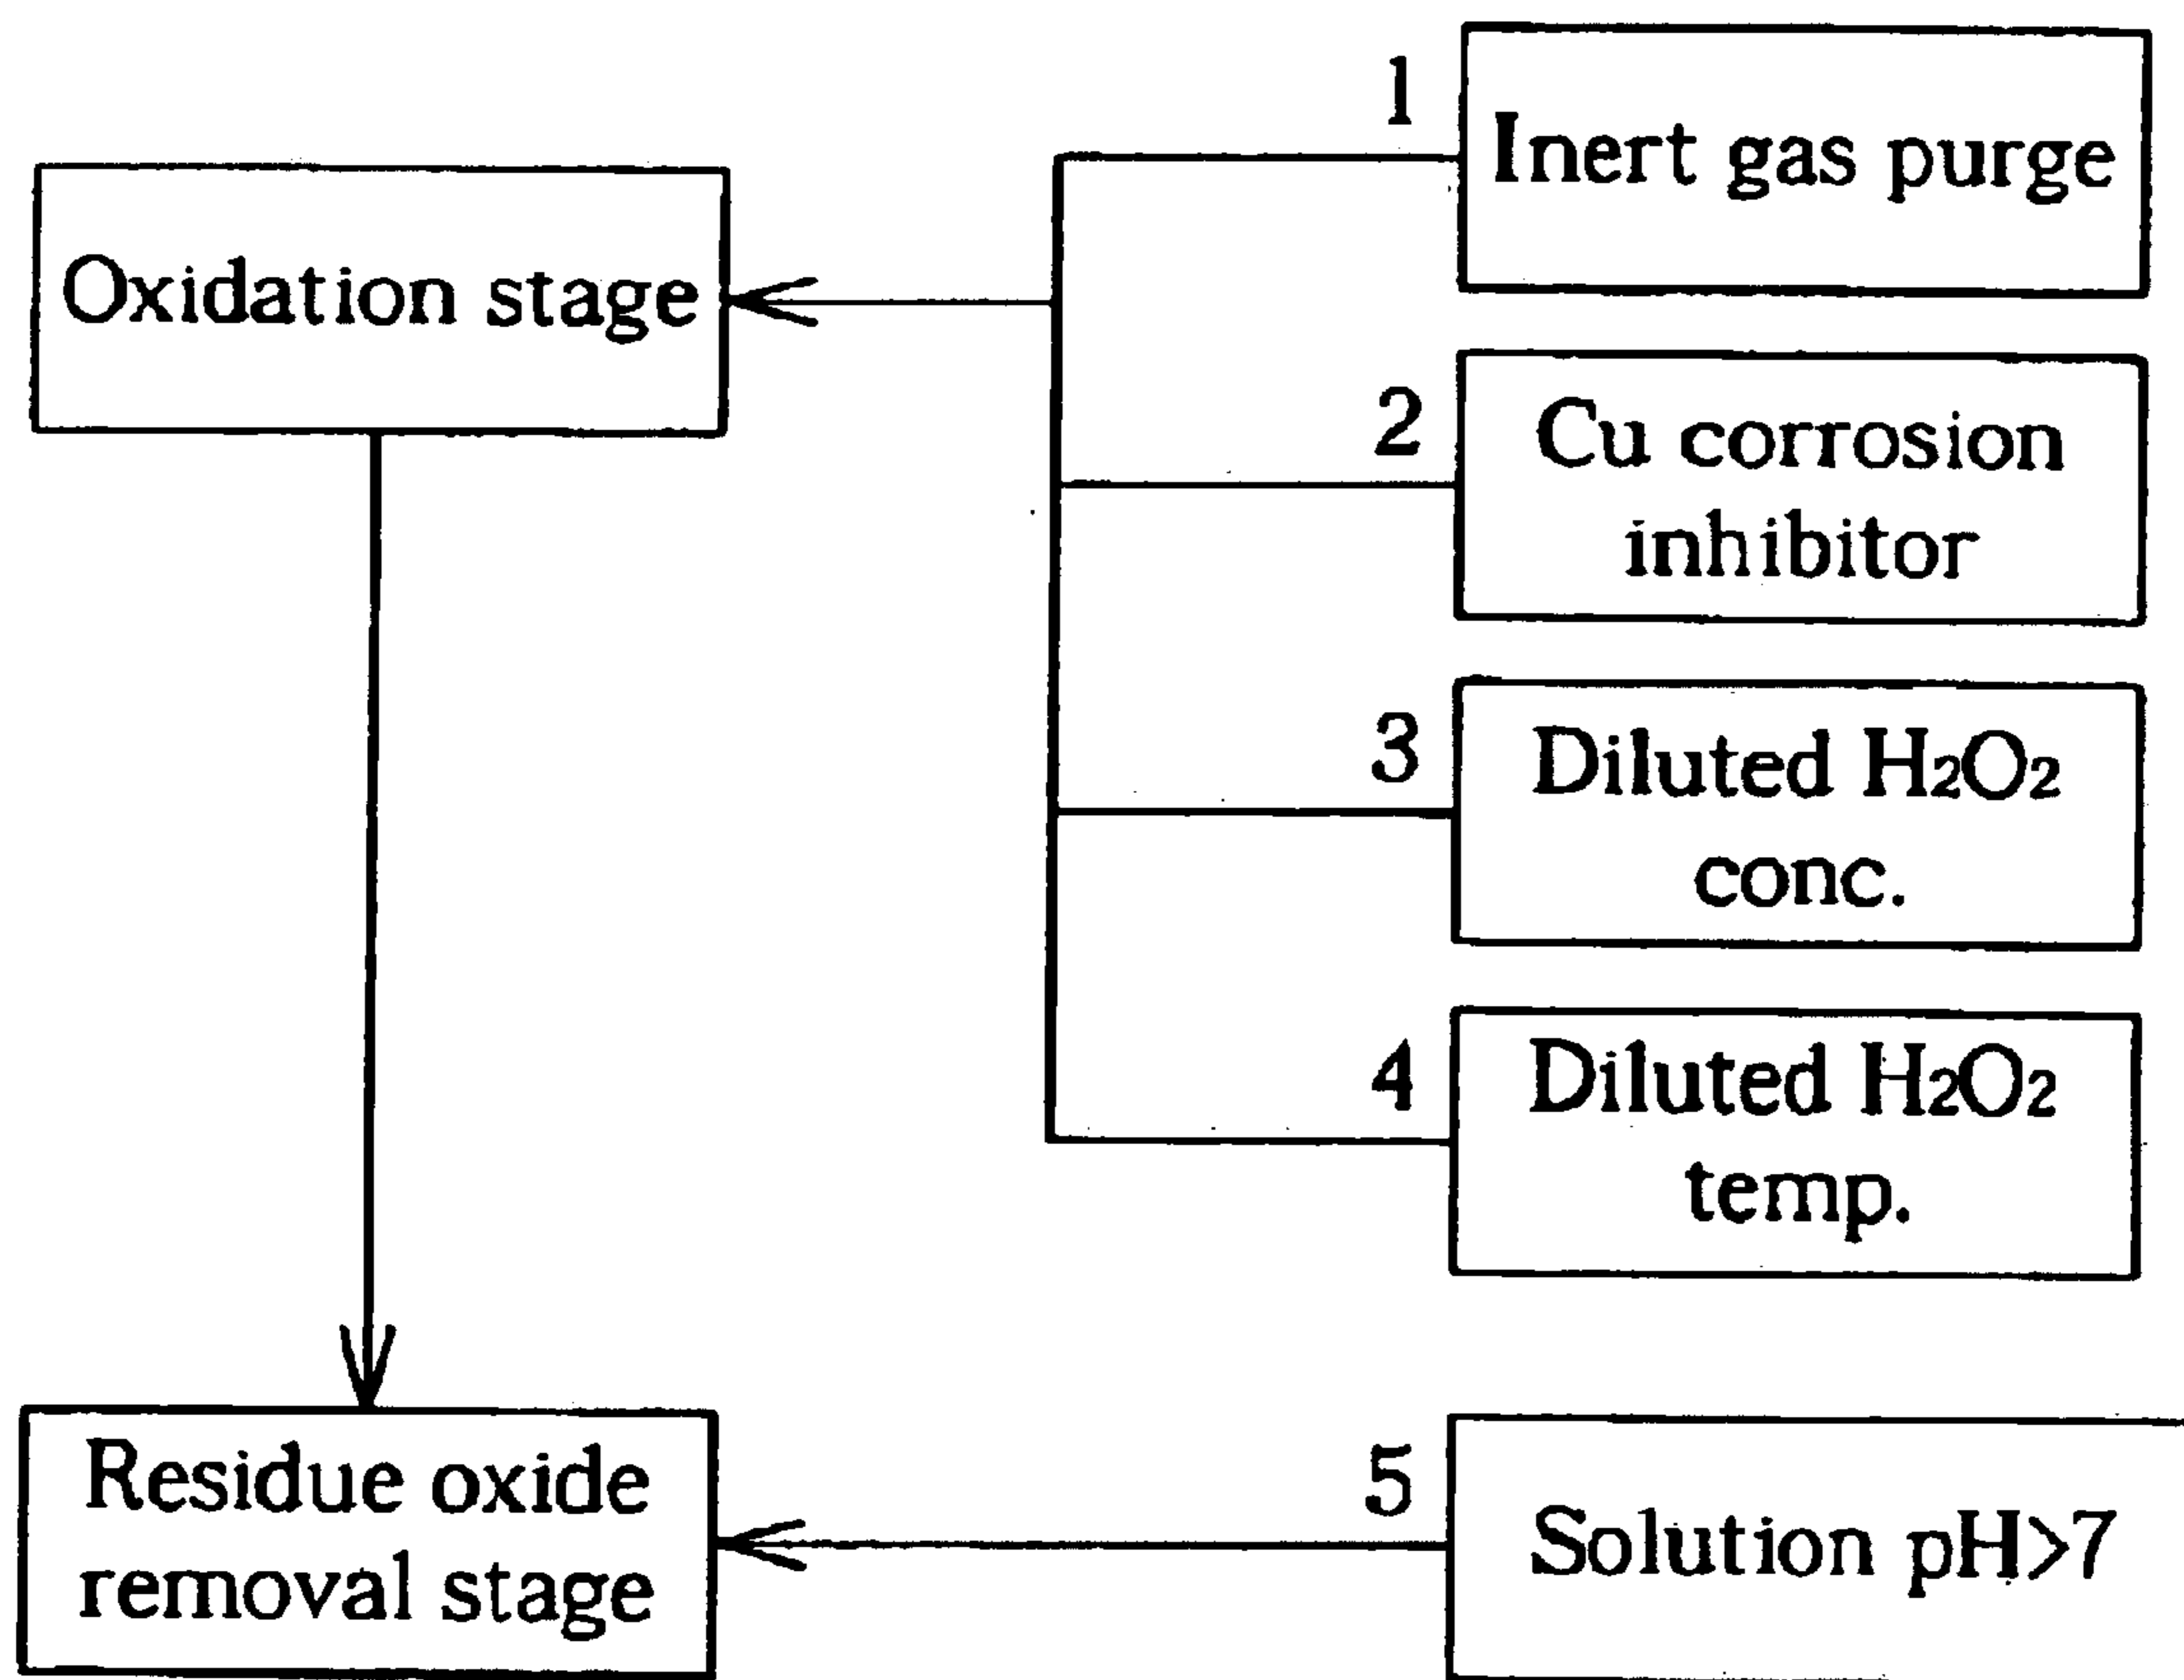 1
Inert gas purge
Oxidation stage
2
Cu corrosion
inhibitor
3
Diluted H₂O₂
conc.
4
Diluted H₂O₂
temp.
Residue oxide
removal stage
5
Solution pH>7